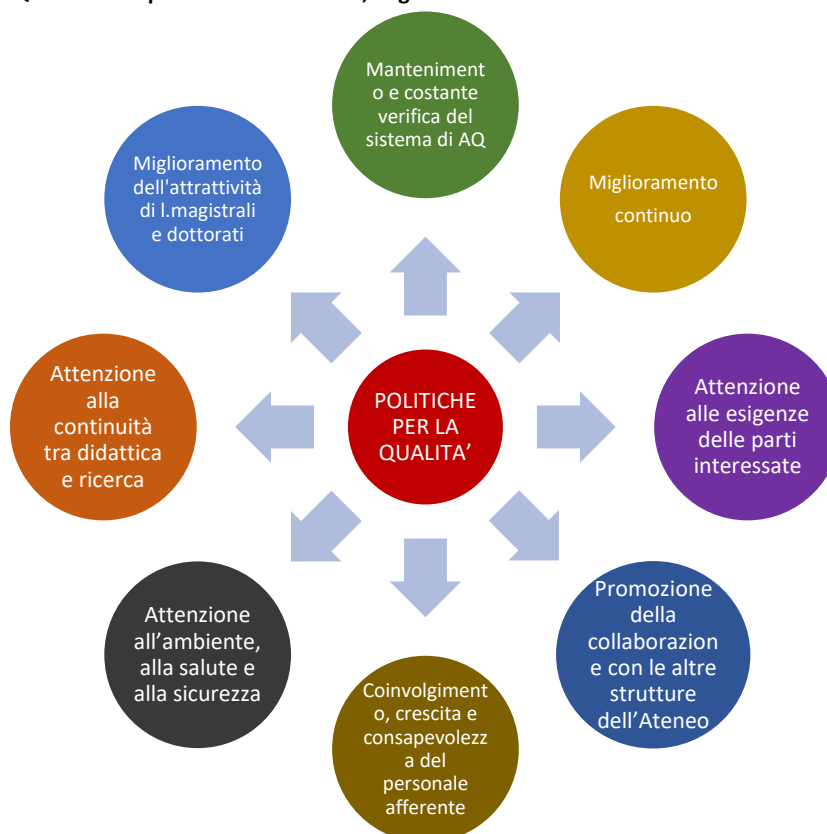 Manteniment
o e costante
verifica del
sistema di AQ
Miglioramento
continuo
Attenzione
alle esigenze
delle parti
interessate
Promozione
della
collaborazion
e con le altre
strutture
dell’Ateneo
Coinvolgiment
o, crescita e
consapevolezz
a del
personale
afferente
Attenzione
all’ambiente,
alla salute e
alla sicurezza
Attenzione
alla
continuità
tra didattica
e ricerca
Miglioramento
dell'attrattività
di l.magistrali
e dottorati
POLITICHE
PER LA
QUALITA’